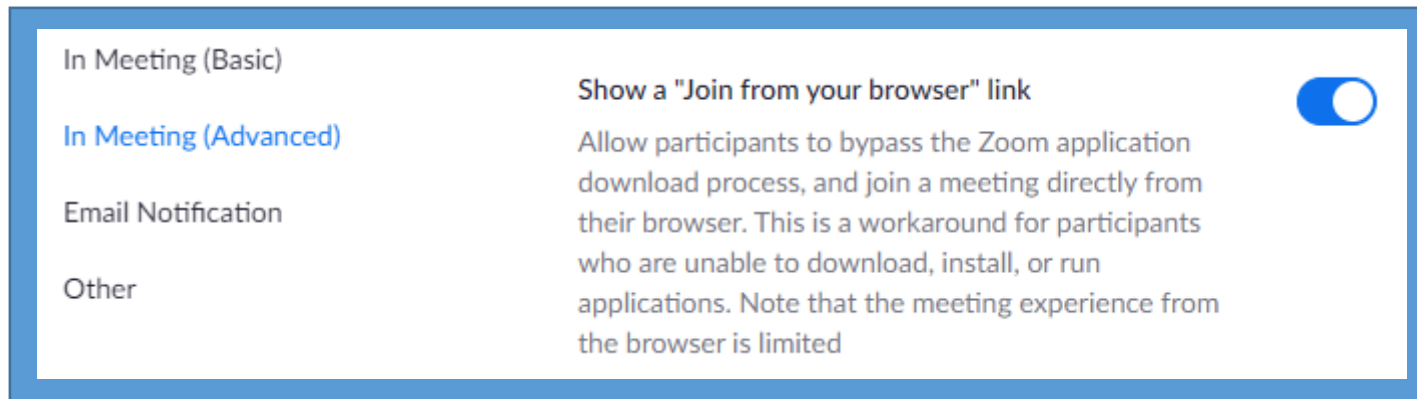 In Meeting (Basic)
In Meeting (Advanced)
Email Notification
Other
Show a "Join from your browser" link
Allow participants to bypass the Zoom application
download process, and join a meeting directly from
their browser. This is a workaround for participants
who are unable to download, install, or run
applications. Note that the meeting experience from
the browser is limited